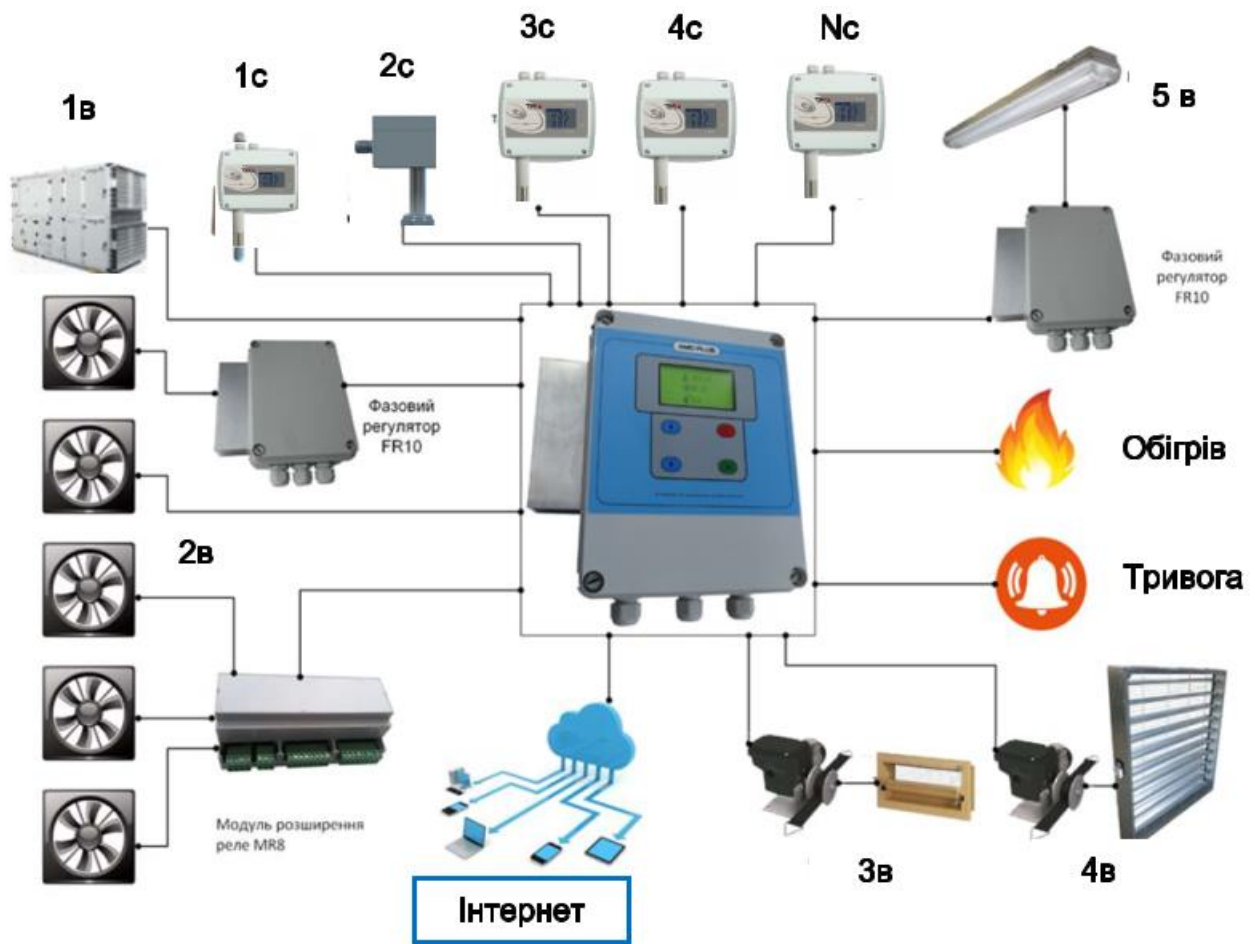 3с
4с
Nс
1с
2с
5 в
1в
Фазовий
регулятор
FR10
Фазовий
регулятор
FR10
Обігрів
2в
Тривога
Модуль розширення
реле MR8
3в
4в
Інтернет